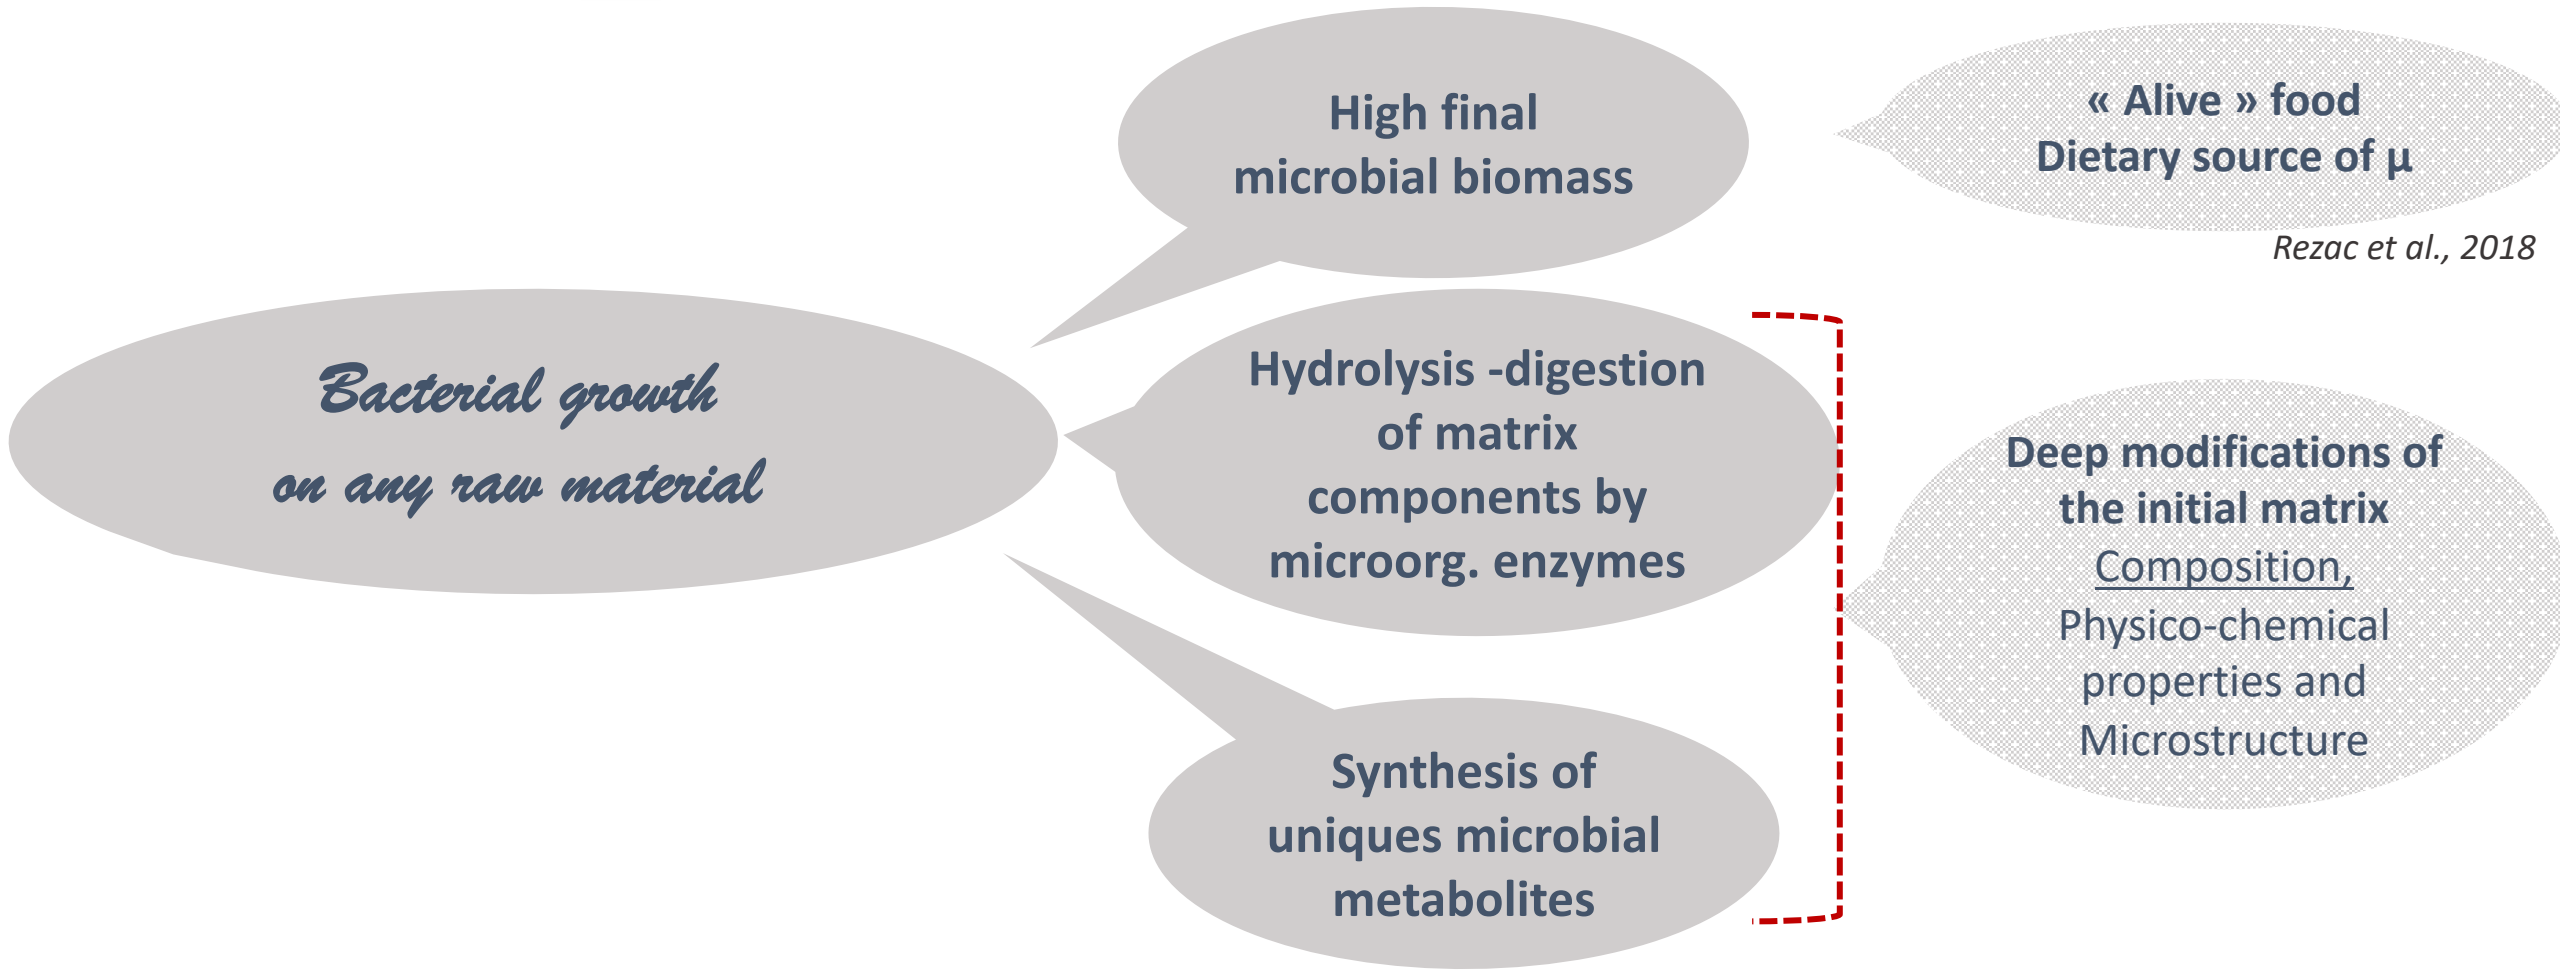 Bacterial growth
on any raw material
High final
microbial biomass
« Alive » food
Dietary source of µ
Rezac et al., 2018
Hydrolysis -digestion
of matrix
components by
microorg. enzymes
Synthesis of
uniques microbial
metabolites
Deep modifications of
the initial matrix
Composition,
Physico-chemical
properties and
Microstructure